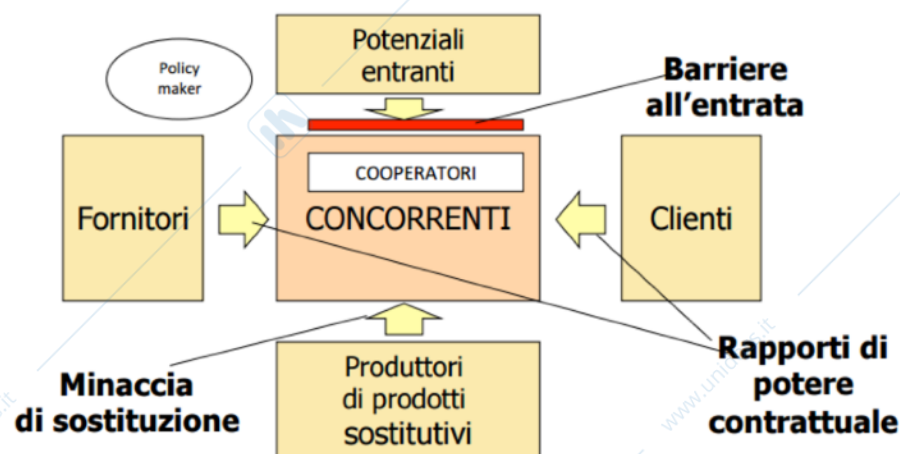 Potenziali
entranti
Policy
maker
Barriere
all’entrata
COOPERATORI
Fornitori
CONCORRENTI
Clienti
Minaccia
di sostituzione
Produttori
di prodotti
sostitutivi
Rapporti di
potere
contrattuale